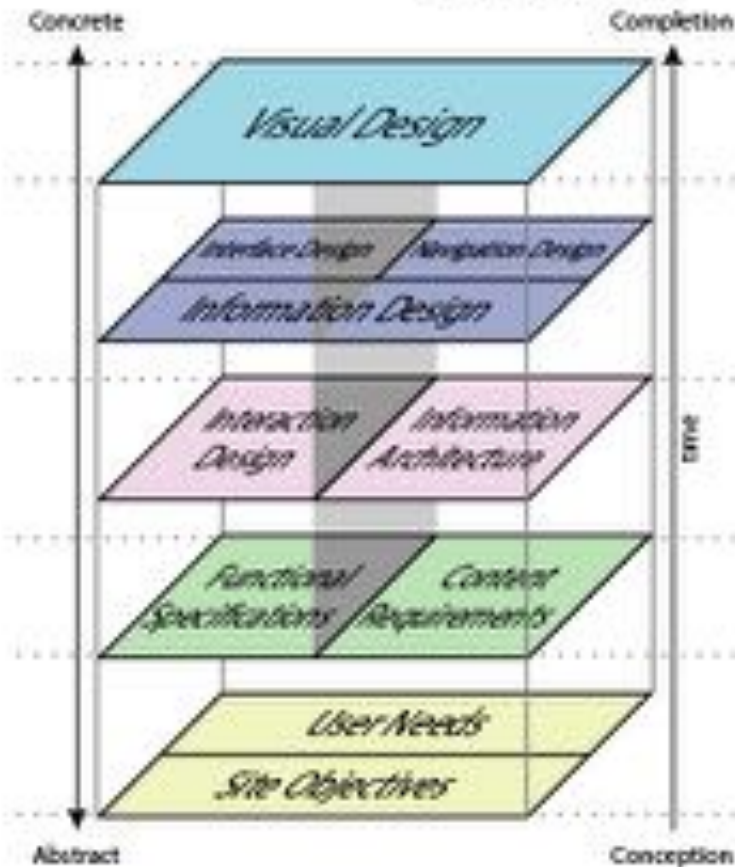 Concrete
Completion
Visual Design
Interface Design
Navigation Design
Information Design
Interaction
Design
Information
Architecture
time
Functional
Specifications
Content
Requirements
User Needs
Site Objectives
Abstract
Conception